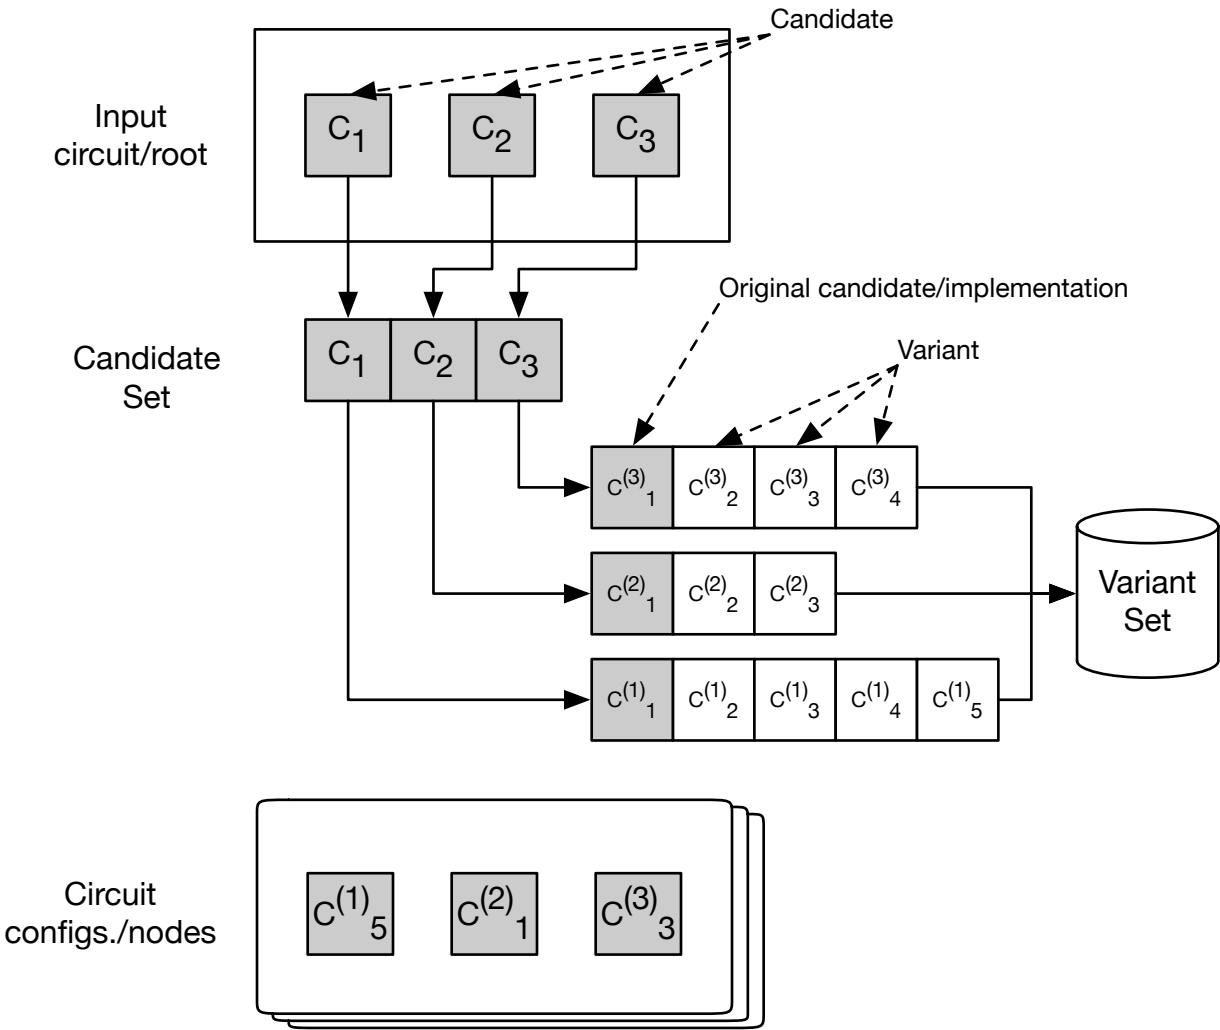 Candidate
Input
circuit/root
C1 C2 C3
Original candidate/implementation
Variant
Candidate
Set
C1 C2 C3
C(3)1 C(3)2 C(3)3 C(3)4
C(2)1 C(2)2 C(2)3
Variant
Set
C(1)1 C(1)2 C(1)3 C(1)4 C(1)5
Circuit
configs./nodes
C(1)5 C(2)1 C(3)3